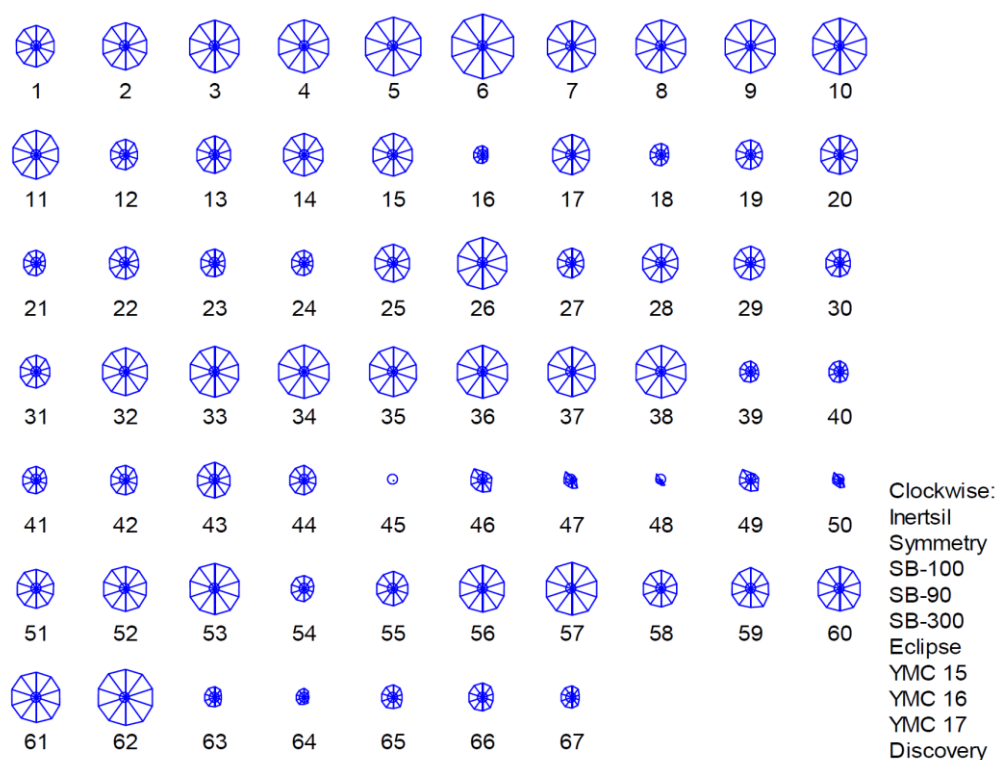 1 2 3 4 5 6 7 8 9 10
11 12 13 14 15 16 17 18 19 20
21 22 23 24 25 26 27 28 29 30
31 32 33 34 35 36 37 38 39 40
41 42 43 44 45 46 47 48 49 50
51 52 53 54 55 56 57 58 59 60
61 62 63 64 65 66 67
Clockwise:
Inertsil
Symmetry
SB-100
SB-90
SB-300
Eclipse
YMC 15
YMC 16
YMC 17
Discovery